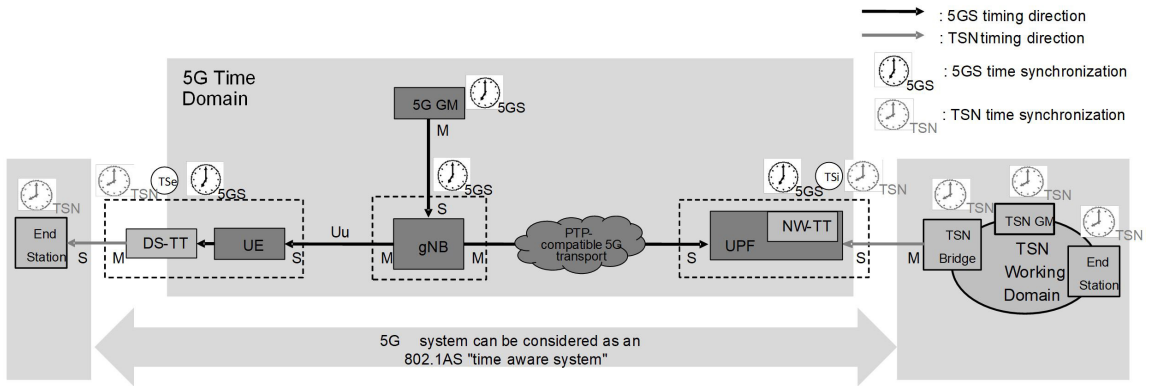 : 5GS timing direction
: TSN timing direction
: 5GS time synchronization
5GS
: TSN time synchronization
TSN
5G Time
Domain
5G GM
5GS
M
5GS
S
TSN
TSN
TSe
5GS
5GS
TSi
TSN
TSN
TSN
TSN
End
Station
S
M
DS-TT
UE
S
Uu
M
gNB
M
PTP-
compatible 5G
transport
S
UPF
NW-TT
S
M
TSN
Bridge
TSN GM
TSN
Working
Domain
End
Station
5G system can be considered as an
802.1AS "time aware system"